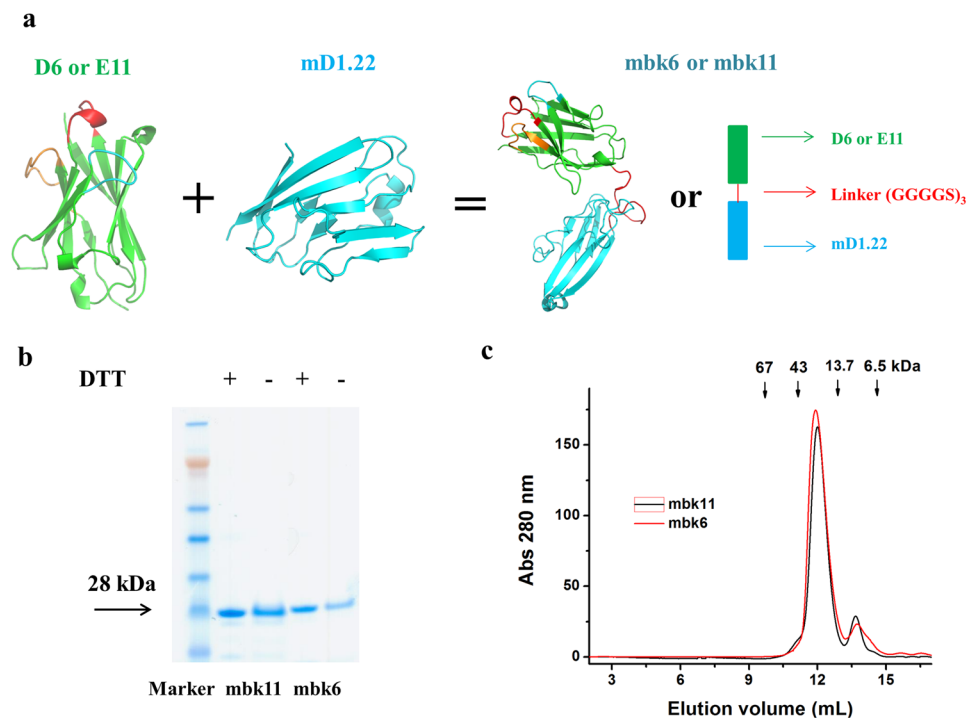 a
D6 or E11
mD1.22
mbk6 or mbk11
+
=
or
D6 or E11
Linker (GGGGS)3
mD1.22
b
DTT + - + -
28 kDa
Marker mbk11 mbk6
c
67 43 13.7 6.5 kDa
Abs 280 nm
150
100
50
0
mbk11
mbk6
3 6 9 12 15
Elution volume (mL)